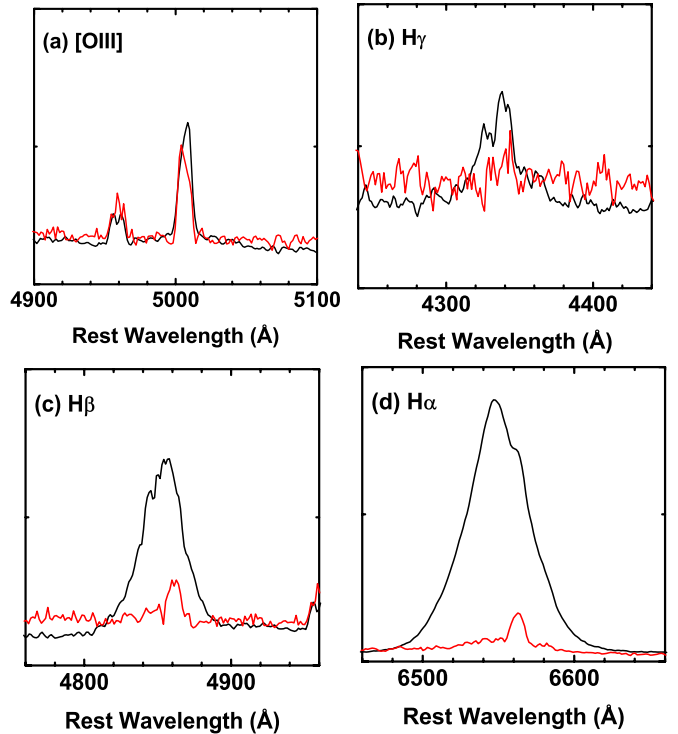 (a) [OIII]
4900 5000 5100
Rest Wavelength (Å)
(b) Hγ
4300 4400
Rest Wavelength (Å)
(c) Hβ
4800 4900
Rest Wavelength (Å)
(d) Hα
6500 6600
Rest Wavelength (Å)